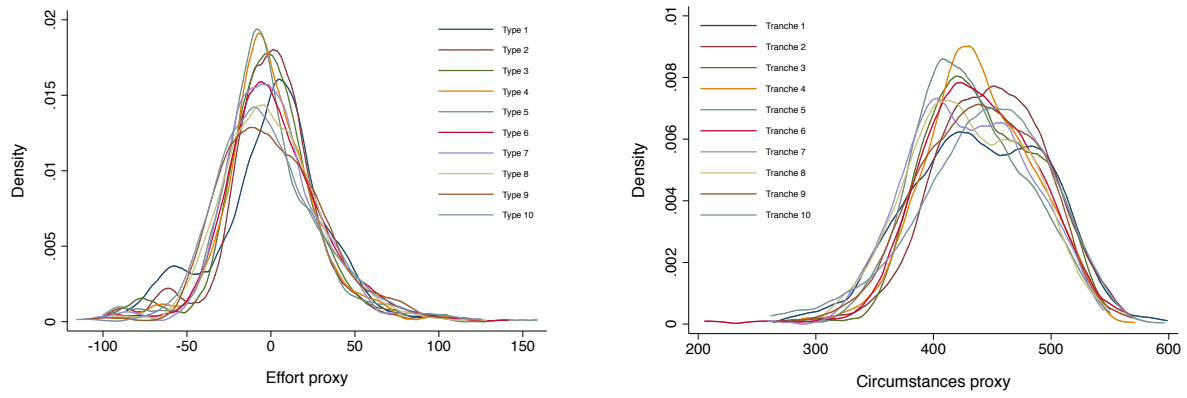 .02
.015
.01
.005
0
Density
-100 -50 0 50 100 150
Effort proxy
Type 1
Type 2
Type 3
Type 4
Type 5
Type 6
Type 7
Type 8
Type 9
Type 10
.01
.008
.006
.004
.002
0
Density
200 300 400 500 600
Circumstances proxy
Tranche 1
Tranche 2
Tranche 3
Tranche 4
Tranche 5
Tranche 6
Tranche 7
Tranche 8
Tranche 9
Tranche 10